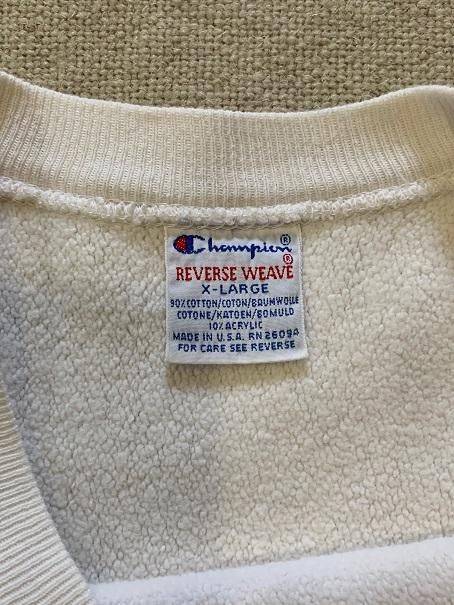 Champion®
REVERSE WEAVE®
X-LARGE
90% COTTON/COTON/BAUMWOLLE
COTONE/KATOEN/BOMULD
10% ACRYLIC
MADE IN U.S.A. RN 26094
FOR CARE SEE REVERSE